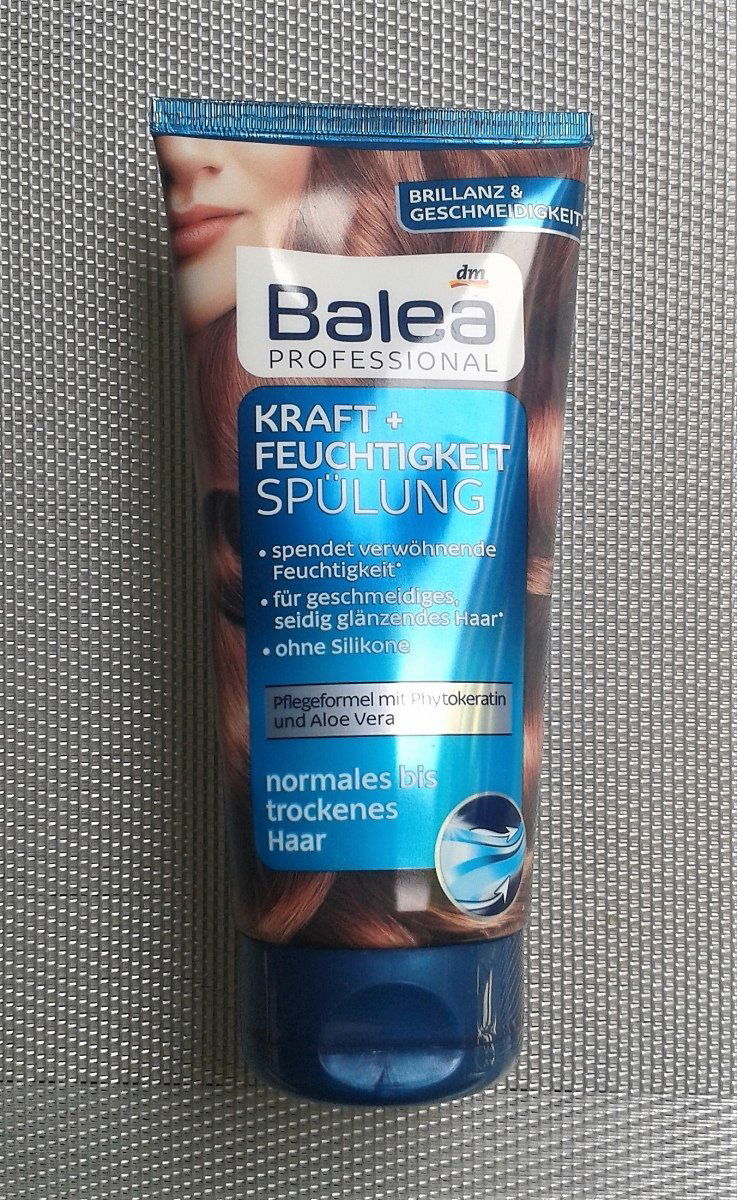 BRILLANZ &
GESCHMEIDIGKEIT
dm
Balea
PROFESSIONAL
KRAFT +
FEUCHTIGKEIT
SPÜLUNG
• spendet verwöhnende
Feuchtigkeit*
• für geschmeidiges,
seidig glänzendes Haar*
• ohne Silikone
Pflegeformel mit Phytokeratin
und Aloe Vera
normales bis
trockenes
Haar